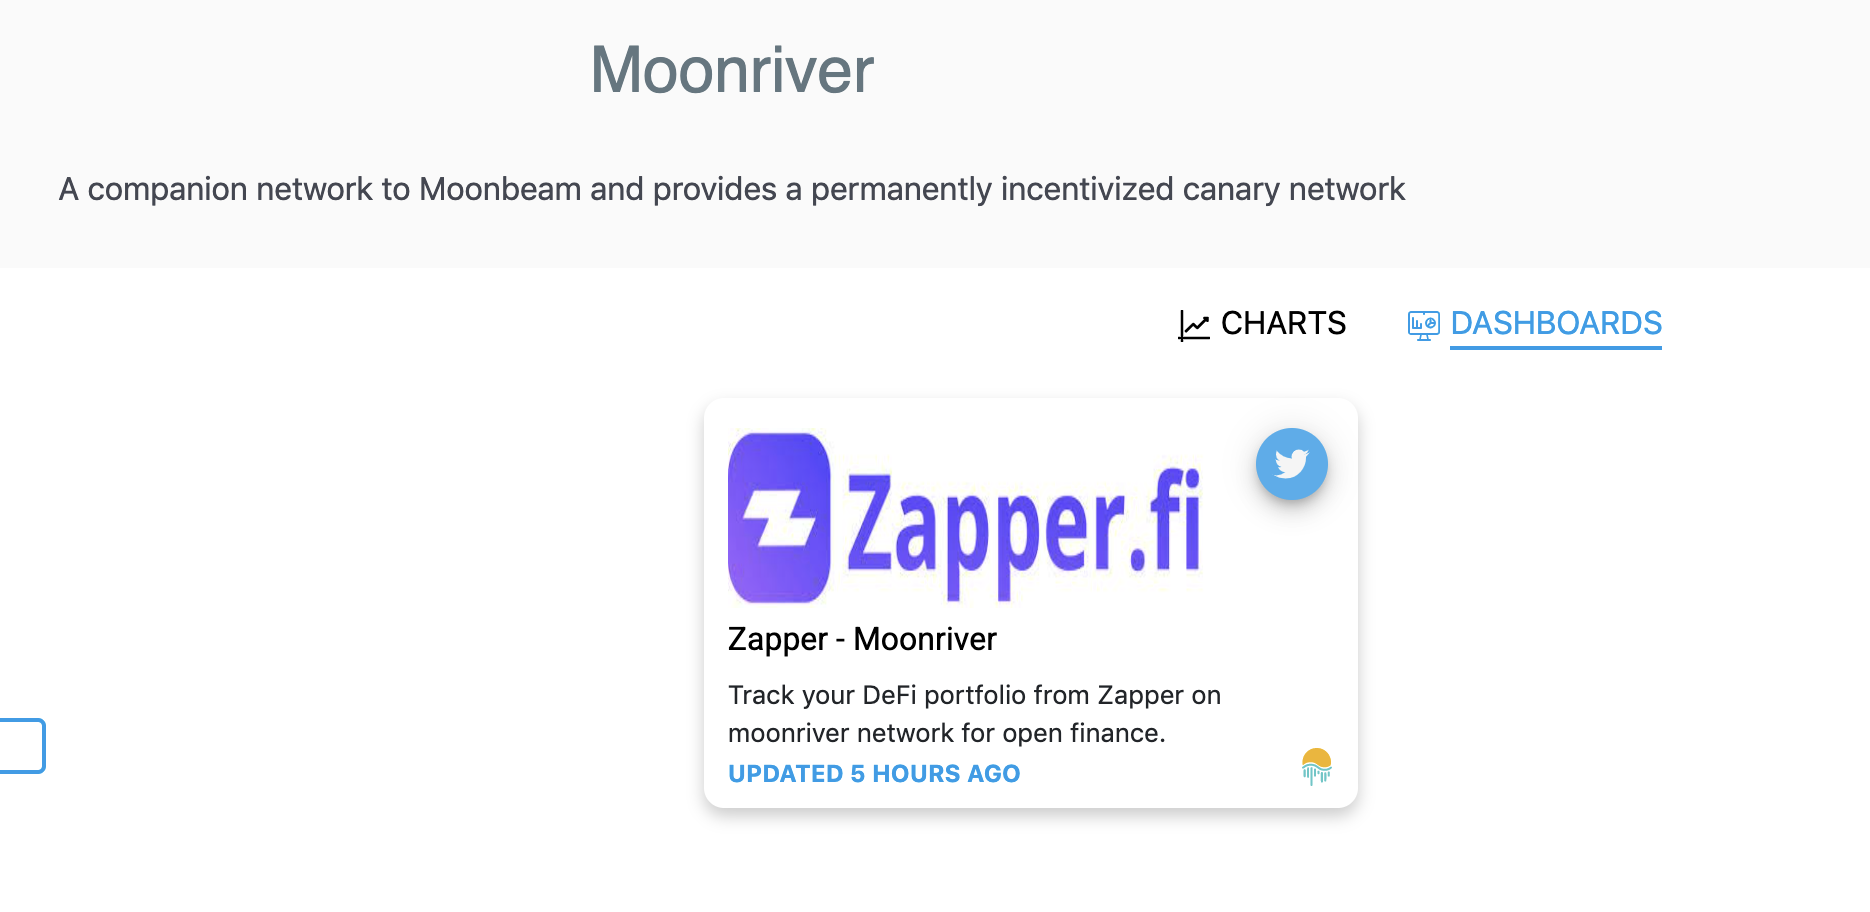 Moonriver
A companion network to Moonbeam and provides a permanently incentivized canary network
CHARTS
DASHBOARDS
Zapper.fi
Zapper - Moonriver
Track your DeFi portfolio from Zapper on
moonriver network for open finance.
UPDATED 5 HOURS AGO